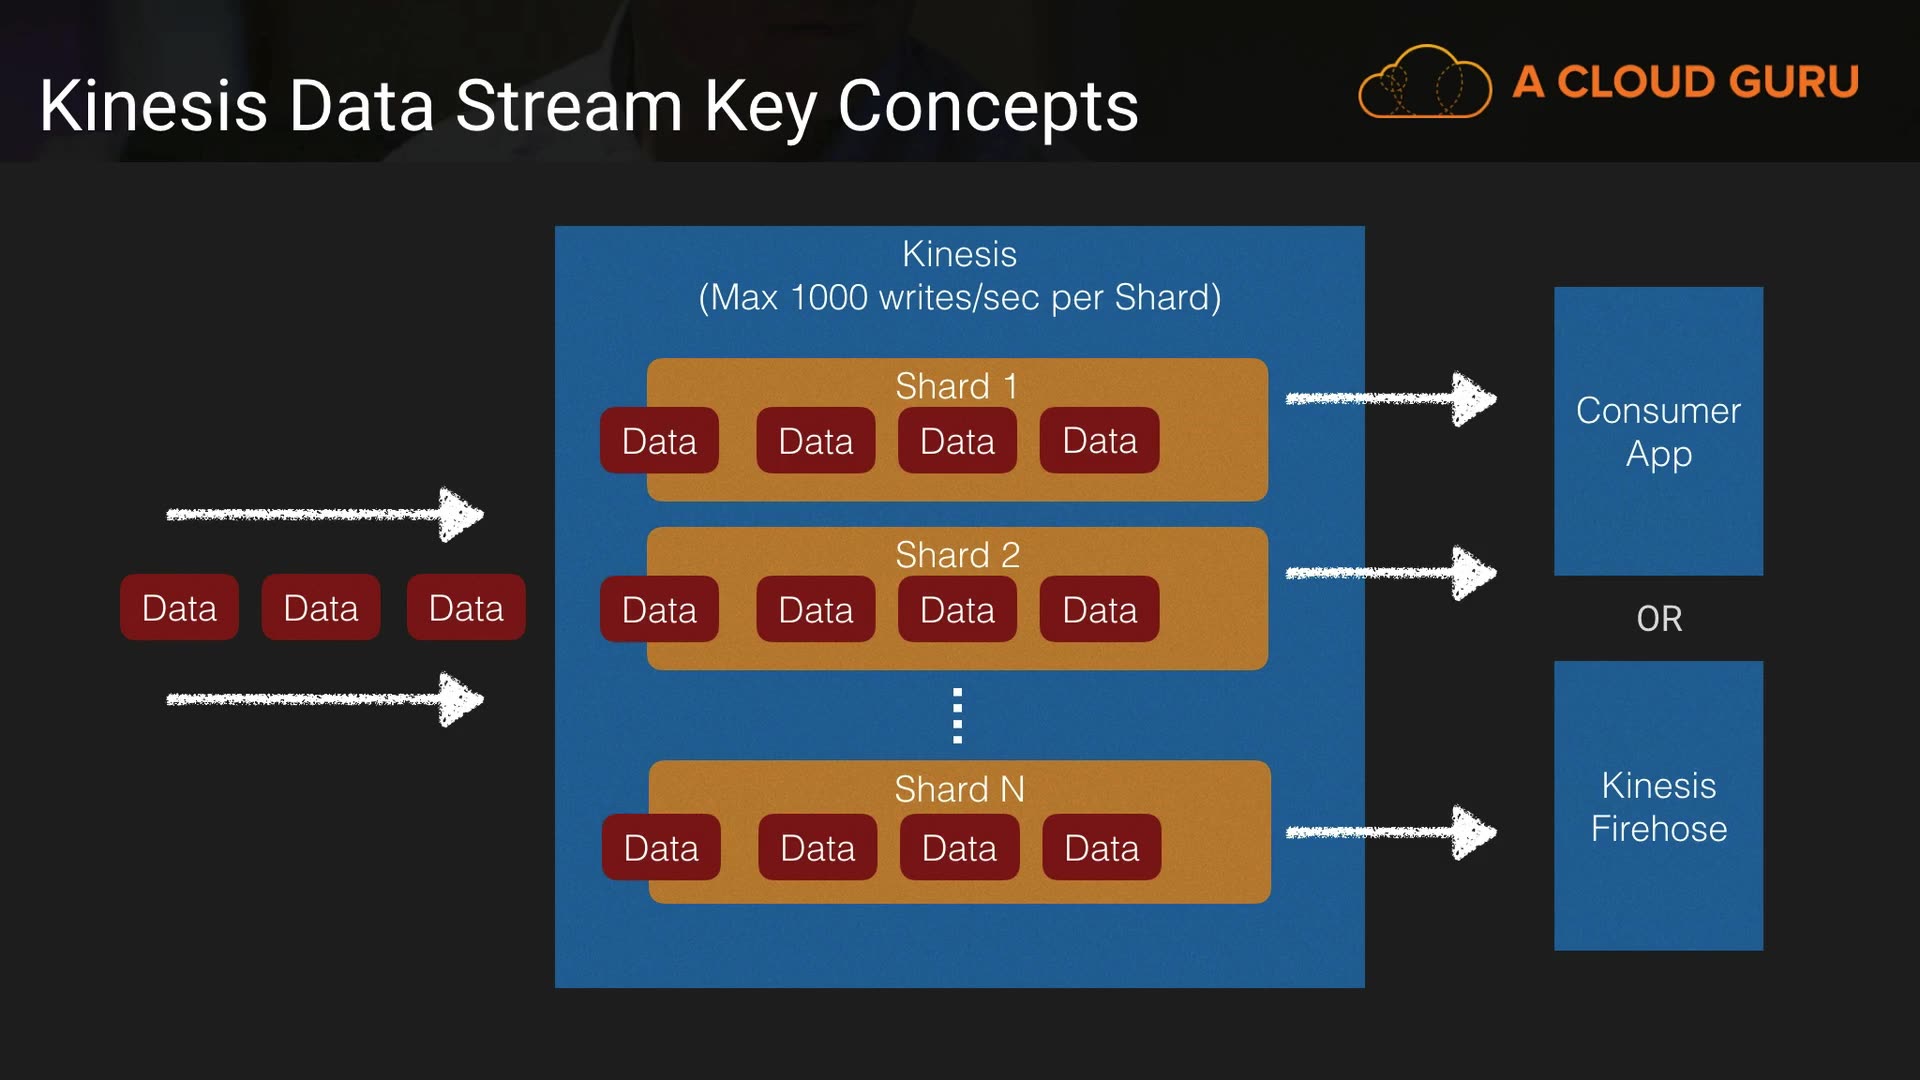 Kinesis Data Stream Key Concepts
A CLOUD GURU
Kinesis
(Max 1000 writes/sec per Shard)
Shard 1
Data Data Data Data
Shard 2
Data Data Data Data
Shard N
Data Data Data Data
Data Data Data
Consumer
App
OR
Kinesis
Firehose